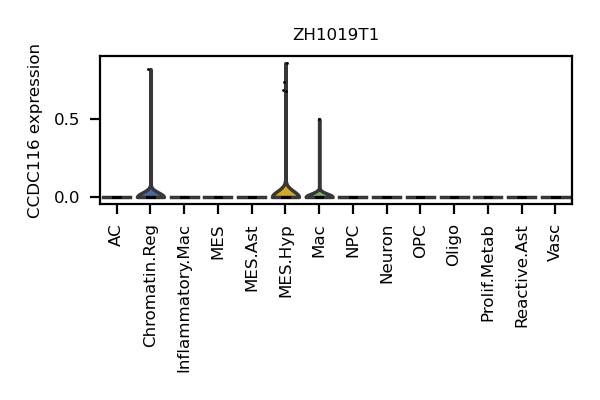 ZH1019T1
CCDC116 expression
0.5
0.0
AC
Chromatin.Reg
Inflammatory.Mac
MES
MES.Ast
MES.Hyp
Mac
NPC
Neuron
OPC
Oligo
Prolif.Metab
Reactive.Ast
Vasc